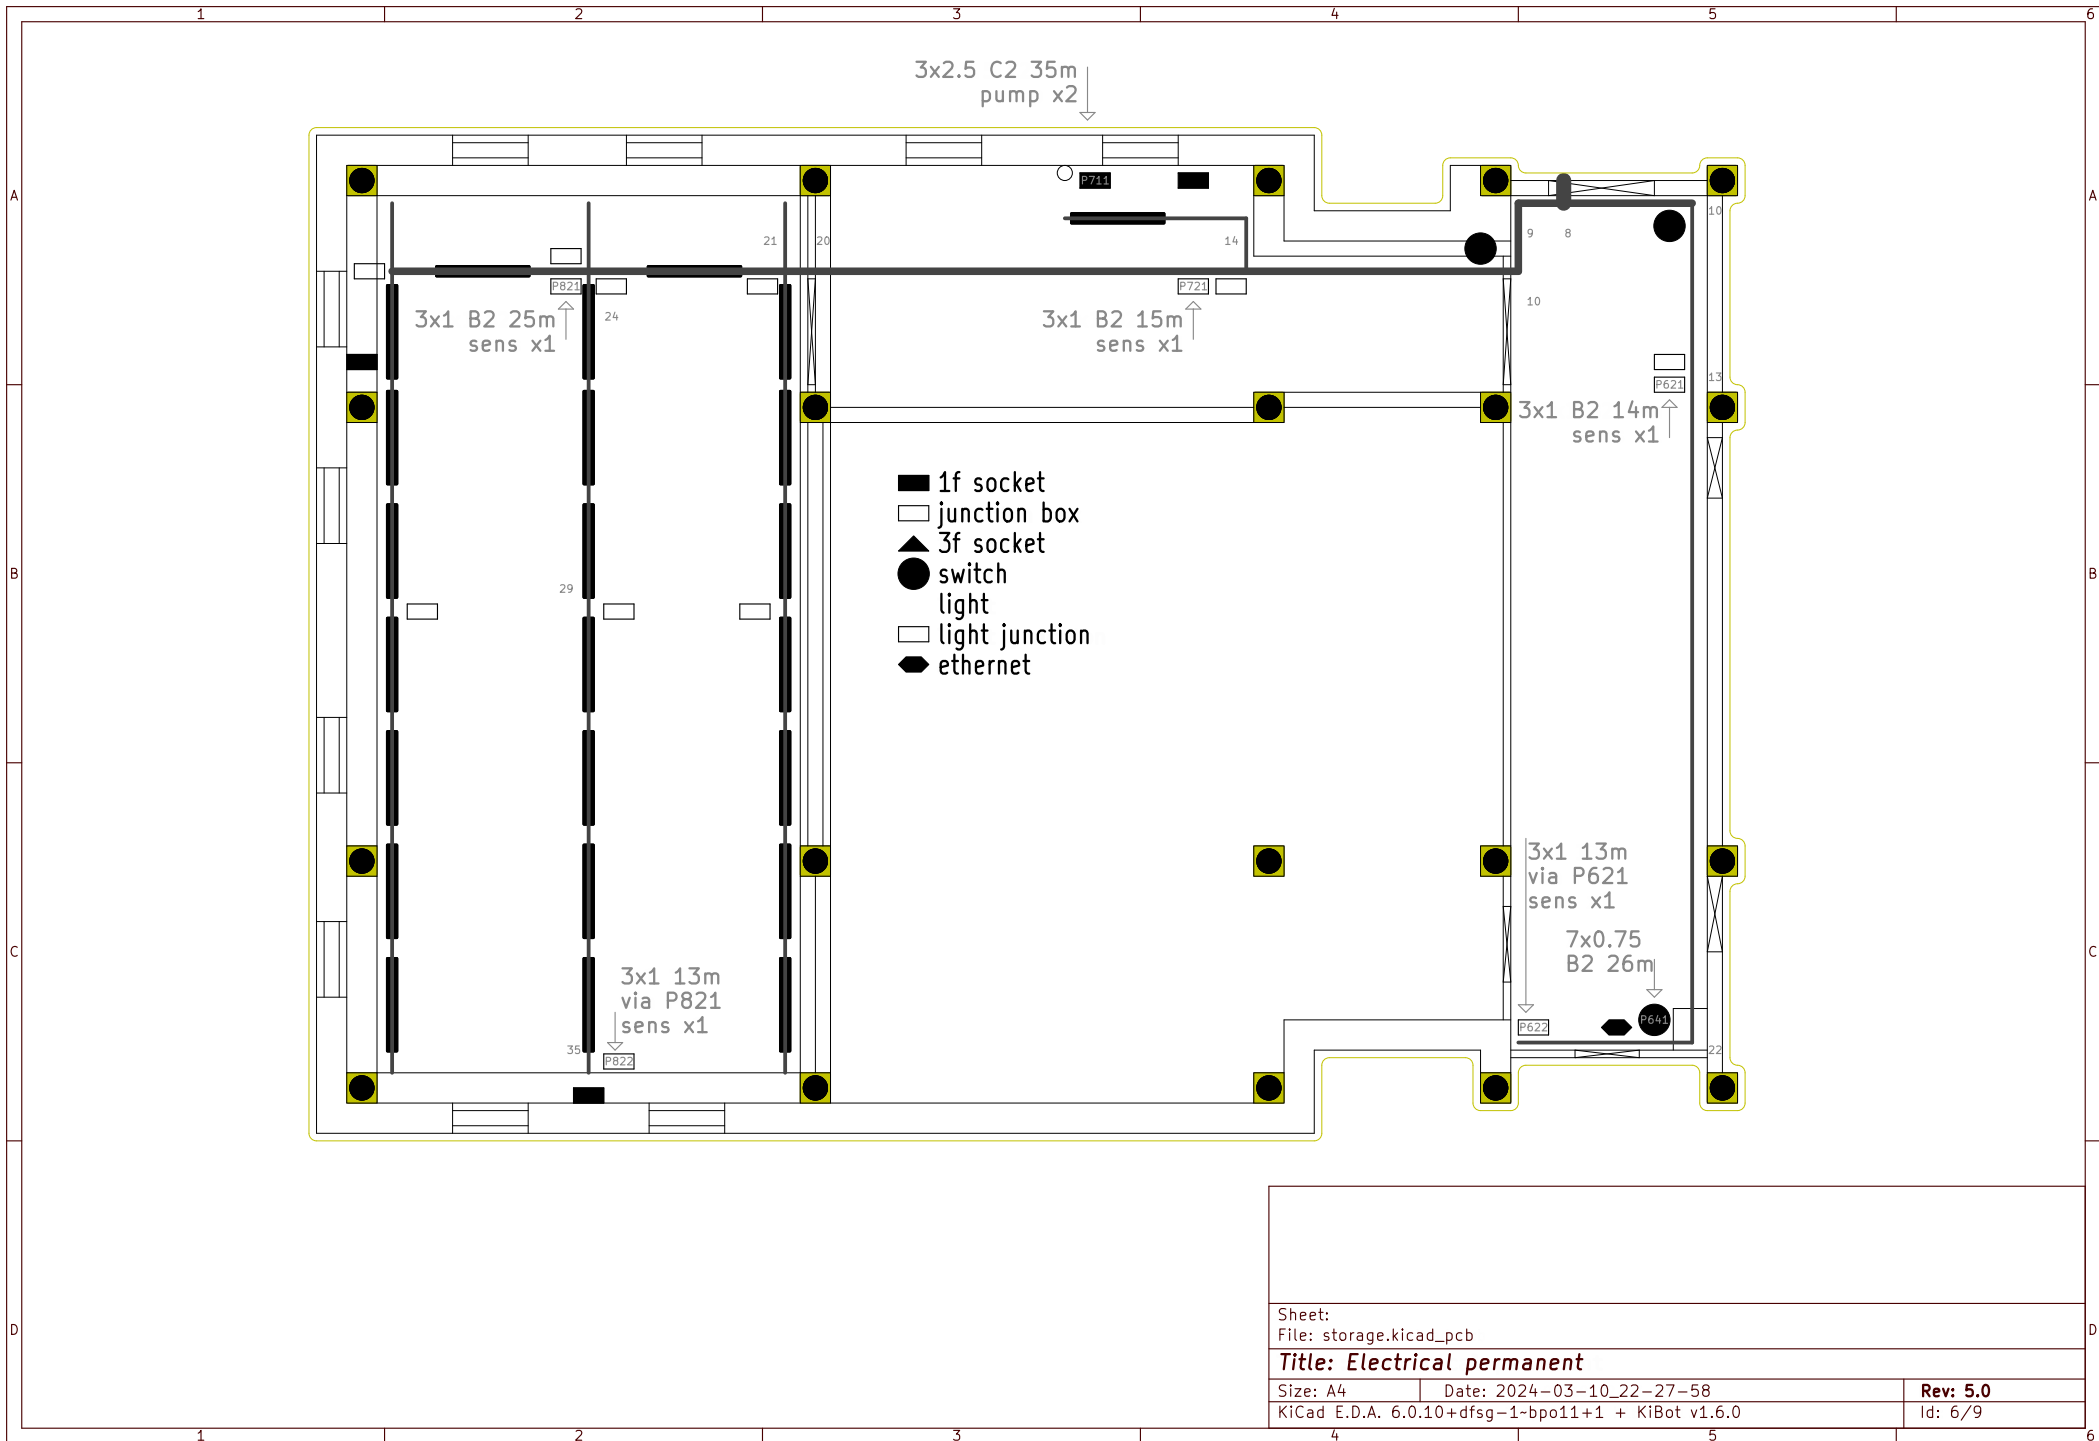 1 2 3 4 5 6
3x2.5 C2 35m
pump x2
A A
P711
10
21 20 14 9 8
P821 P721
10
3x1 B2 25m
sens x1
24
3x1 B2 15m
sens x1
13
P621
3x1 B2 14m
sens x1
1f socket
junction box
3f socket
B B
switch
29
light
light junction
ethernet
3x1 13m
via P621
sens x1
7x0.75
B2 26m
C C
3x1 13m
via P821
sens x1
P641
P622
35
22
P822
Sheet:
File: storage.kicad_pcb
D D
Title: Electrical permanent
Size: A4 Date: 2024-03-10_22-27-58 Rev: 5.0
KiCad E.D.A. 6.0.10+dfsg-1~bpo11+1 + KiBot v1.6.0 Id: 6/9
1 2 3 4 5 6